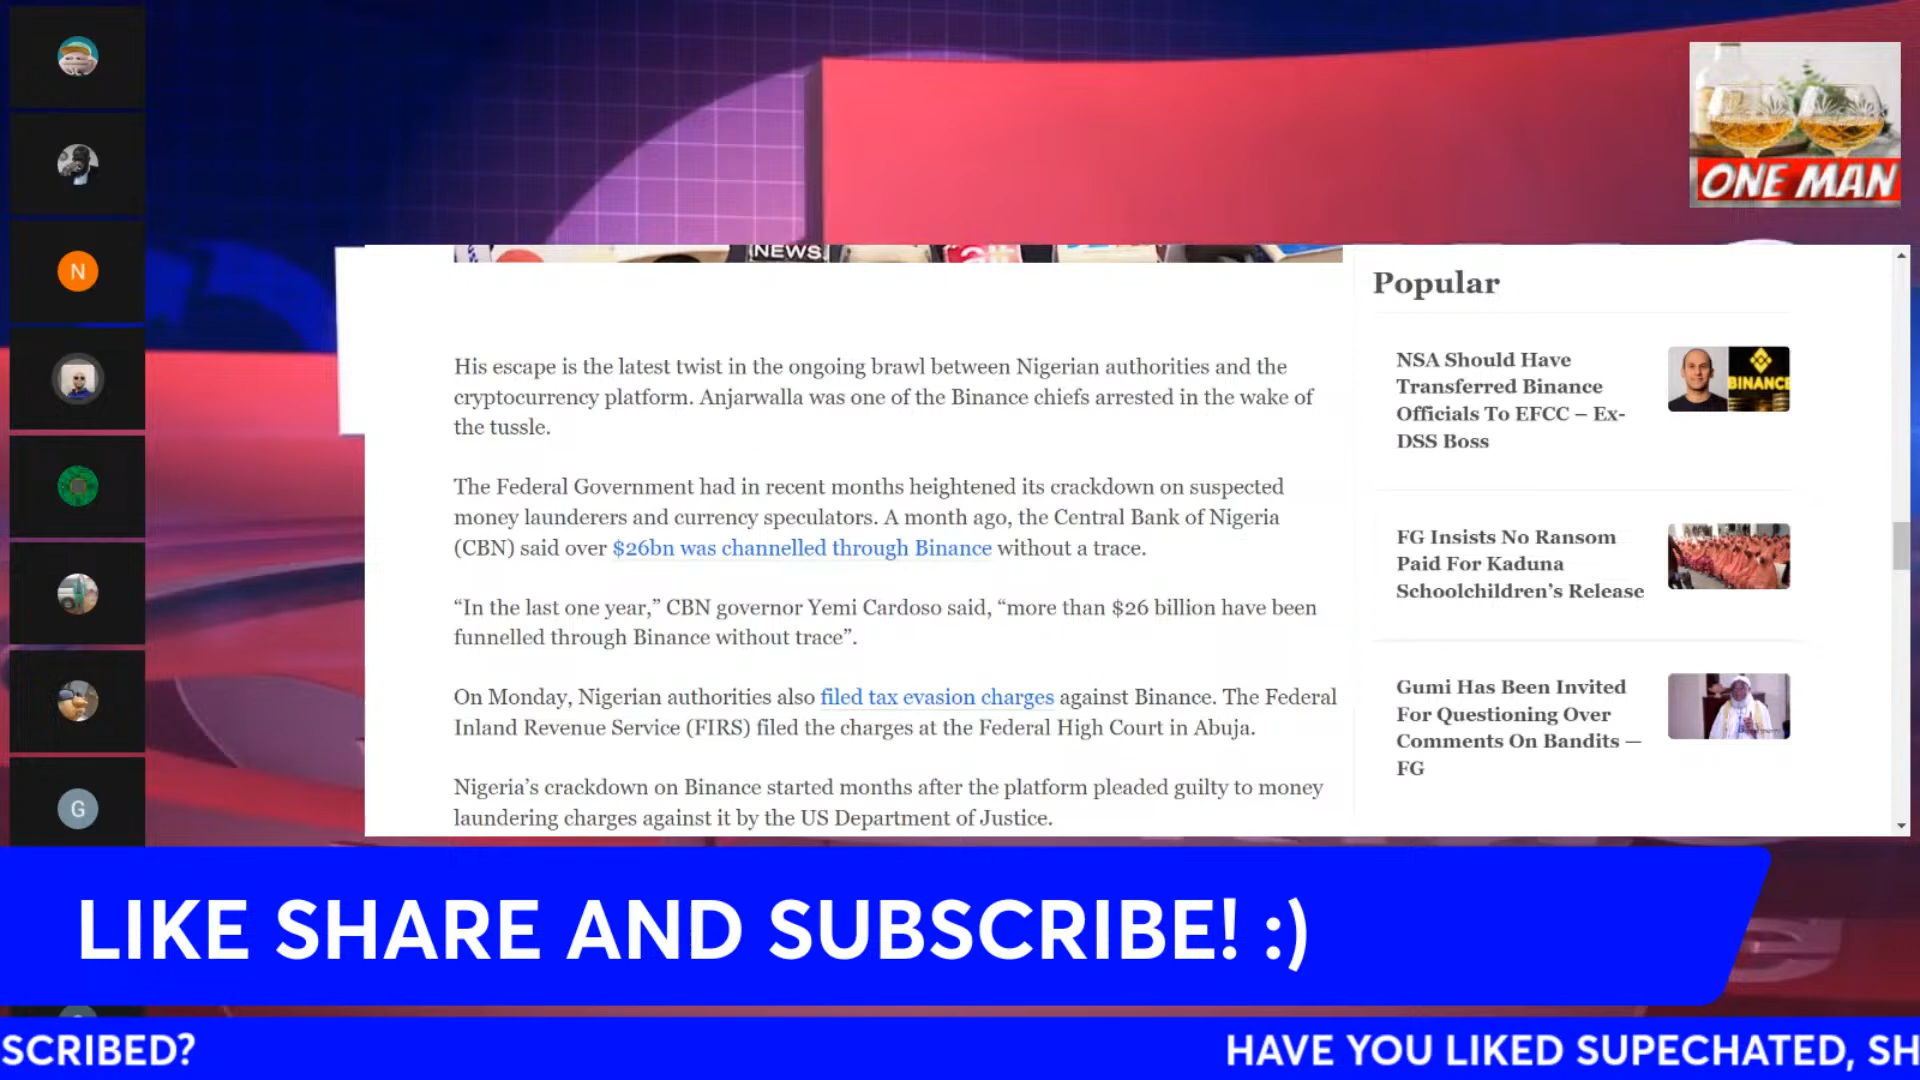 ONE MAN
NEWS.
N
G
His escape is the latest twist in the ongoing brawl between Nigerian authorities and the
cryptocurrency platform. Anjarwalla was one of the Binance chiefs arrested in the wake of
the tussle.
The Federal Government had in recent months heightened its crackdown on suspected
money launderers and currency speculators. A month ago, the Central Bank of Nigeria
(CBN) said over $26bn was channelled through Binance without a trace.
“In the last one year,” CBN governor Yemi Cardoso said, “more than $26 billion have been
funnelled through Binance without trace”.
On Monday, Nigerian authorities also filed tax evasion charges against Binance. The Federal
Inland Revenue Service (FIRS) filed the charges at the Federal High Court in Abuja.
Nigeria’s crackdown on Binance started months after the platform pleaded guilty to money
laundering charges against it by the US Department of Justice.
Popular
NSA Should Have
Transferred Binance
Officials To EFCC – Ex-
DSS Boss
BINANCE
FG Insists No Ransom
Paid For Kaduna
Schoolchildren’s Release
Gumi Has Been Invited
For Questioning Over
Comments On Bandits —
FG
LIKE SHARE AND SUBSCRIBE! :)
SCRIBED?
HAVE YOU LIKED SUPECHATED, SH